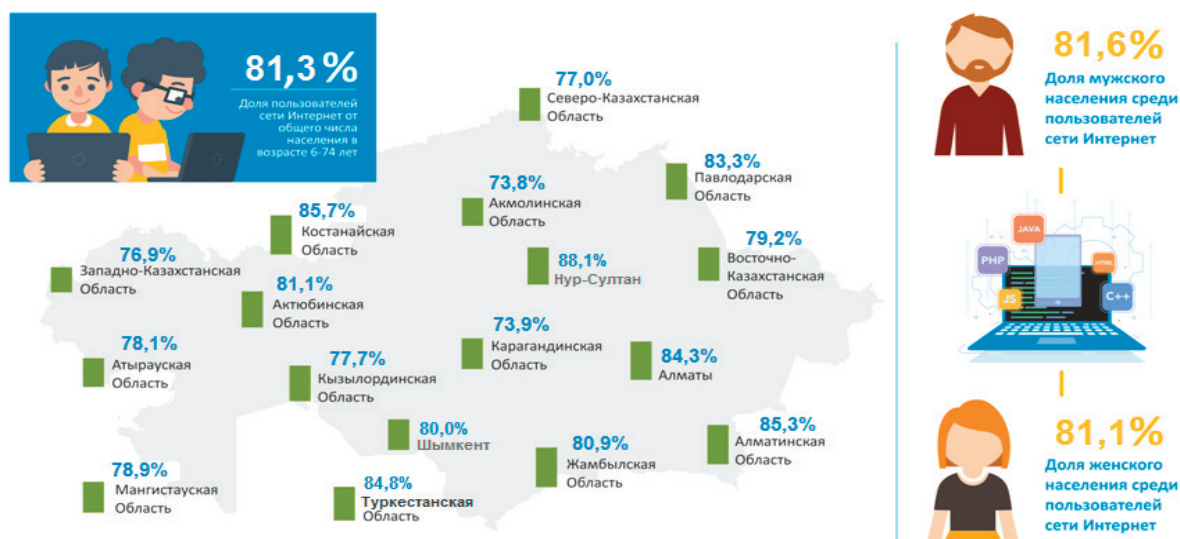 81,3%
Доля пользователей
сети Интернет от
общего числа
населения в
возрасте 6-74 лет
77,0%
Северо-Казахстанская
Область
83,3%
Павлодарская
Область
73,8%
Акмолинская
Область
85,7%
Костанайская
Область
79,2%
Восточно-
Казахстанская
Область
76,9%
Западно-Казахстанская
Область
88,1%
Нур-Султан
81,1%
Актюбинская
Область
73,9%
Карагандинская
Область
78,1%
Атырауская
Область
77,7%
Кызылординская
Область
84,3%
Алматы
80,0%
Шымкент
85,3%
Алматинская
Область
80,9%
Жамбылская
Область
78,9%
Мангистауская
Область
84,8%
Туркестанская
Область
81,6%
Доля мужского
населения среди
пользователей
сети Интернет
JAVA
PHP
HTML
JS
C++
81,1%
Доля женского
населения среди
пользователей
сети Интернет